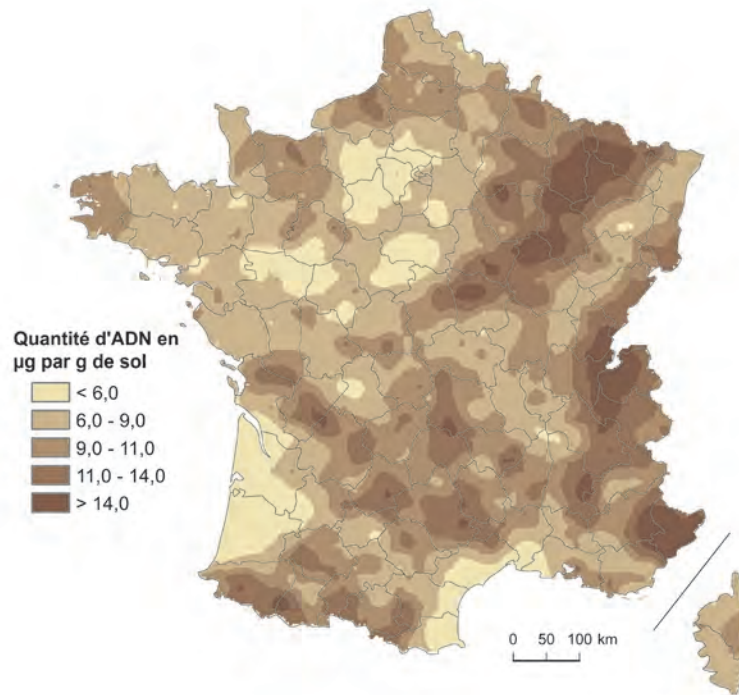 Quantité d'ADN en
µg par g de sol
< 6,0
6,0 - 9,0
9,0 - 11,0
11,0 - 14,0
> 14,0
0 50 100 km